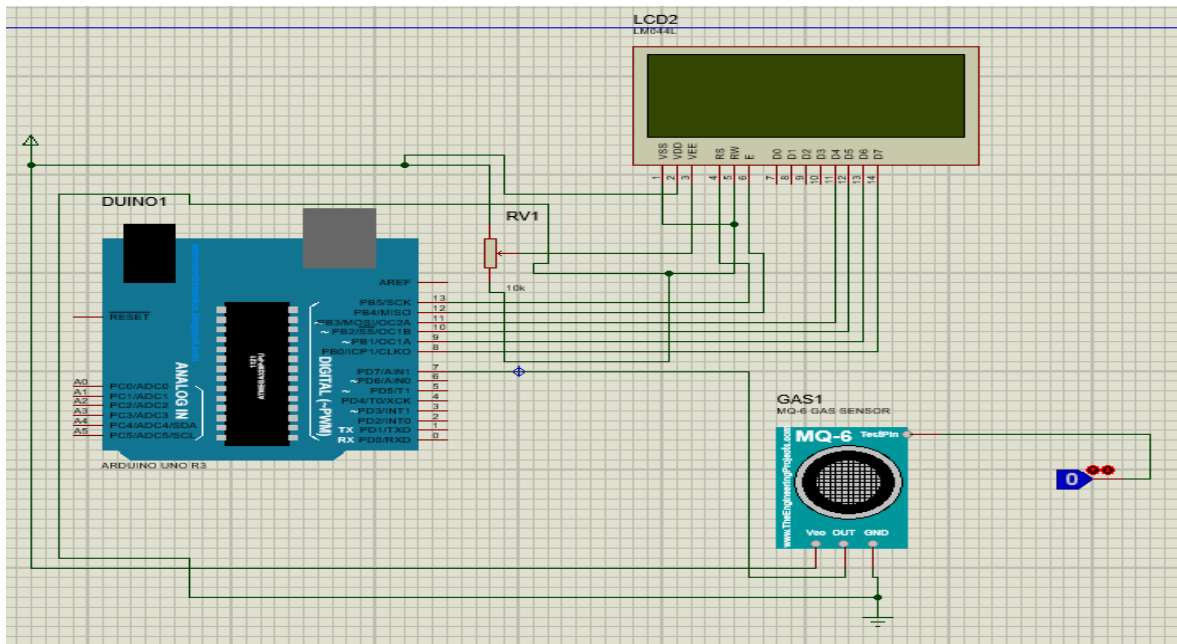 LCD2
LM044L
VSS
VDD
VEE
RS
RW
E
D0
D1
D2
D3
D4
D5
D6
D7
1
2
3
4
5
6
7
8
9
10
11
12
13
14
DUINO1
RV1
10k
AREF
RESET
PB5/SCK
13
PB4/MISO
12
~PB3/MOSI/OC2A
11
~PB2/SS/OC1B
10
~PB1/OC1A
9
PB0/ICP1/CLKO
8
PD7/AIN1
7
~PD6/AIN0
6
~PD5/T1
5
PD4/T0/XCK
4
~PD3/INT1
3
PD2/INT0
2
TX PD1/TXD
1
RX PD0/RXD
0
A0
PC0/ADC0
A1
PC1/ADC1
A2
PC2/ADC2
A3
PC3/ADC3
A4
PC4/ADC4/SDA
A5
PC5/ADC5/SCL
ANALOG IN
DIGITAL (~PWM)
1121
ATMEGA328P-PU
ARDUINO UNO R3
GAS1
MQ-6 GAS SENSOR
MQ-6
TestPin
www.TheEngineeringProjects.com
Vcc OUT GND
0